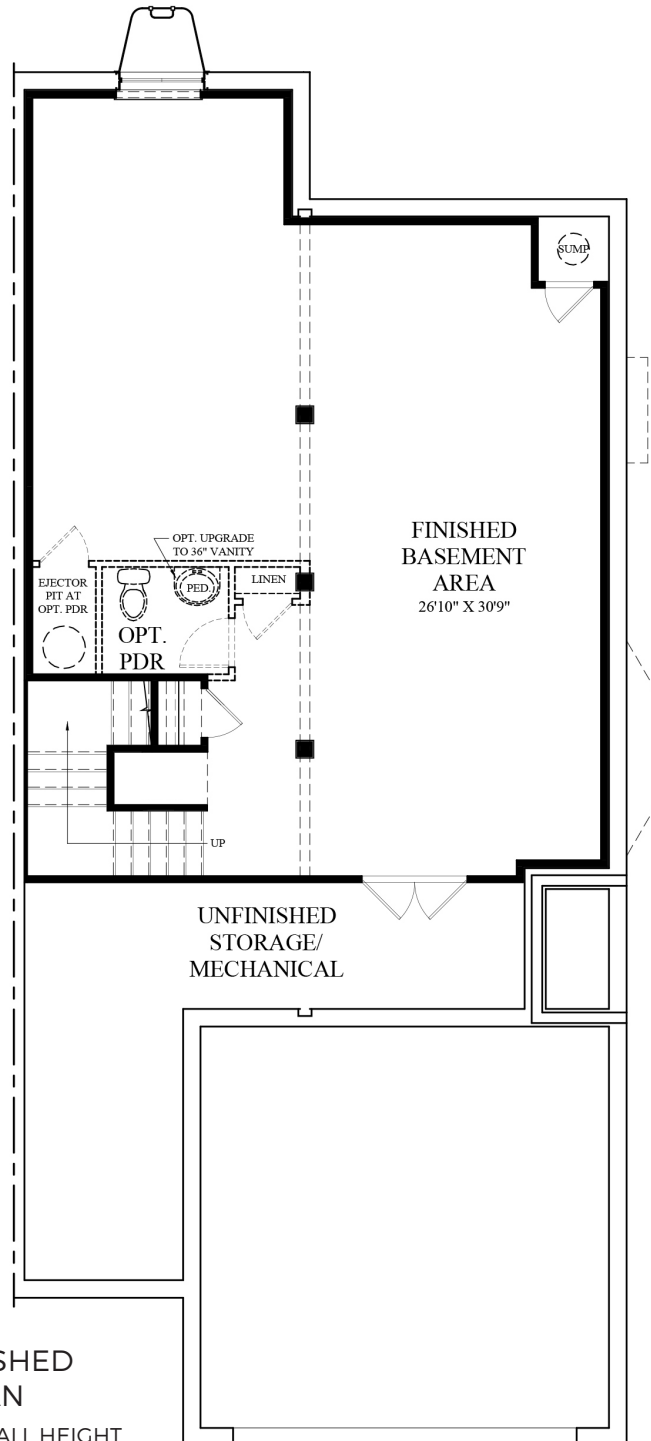 SUMP
FINISHED
BASEMENT
AREA
26'10" X 30'9"
OPT. UPGRADE
TO 36" VANITY
EJECTOR
PIT AT
OPT. PDR
PED.
LINEN
OPT.
PDR
UP
UNFINISHED
STORAGE/
MECHANICAL
HEIGHT